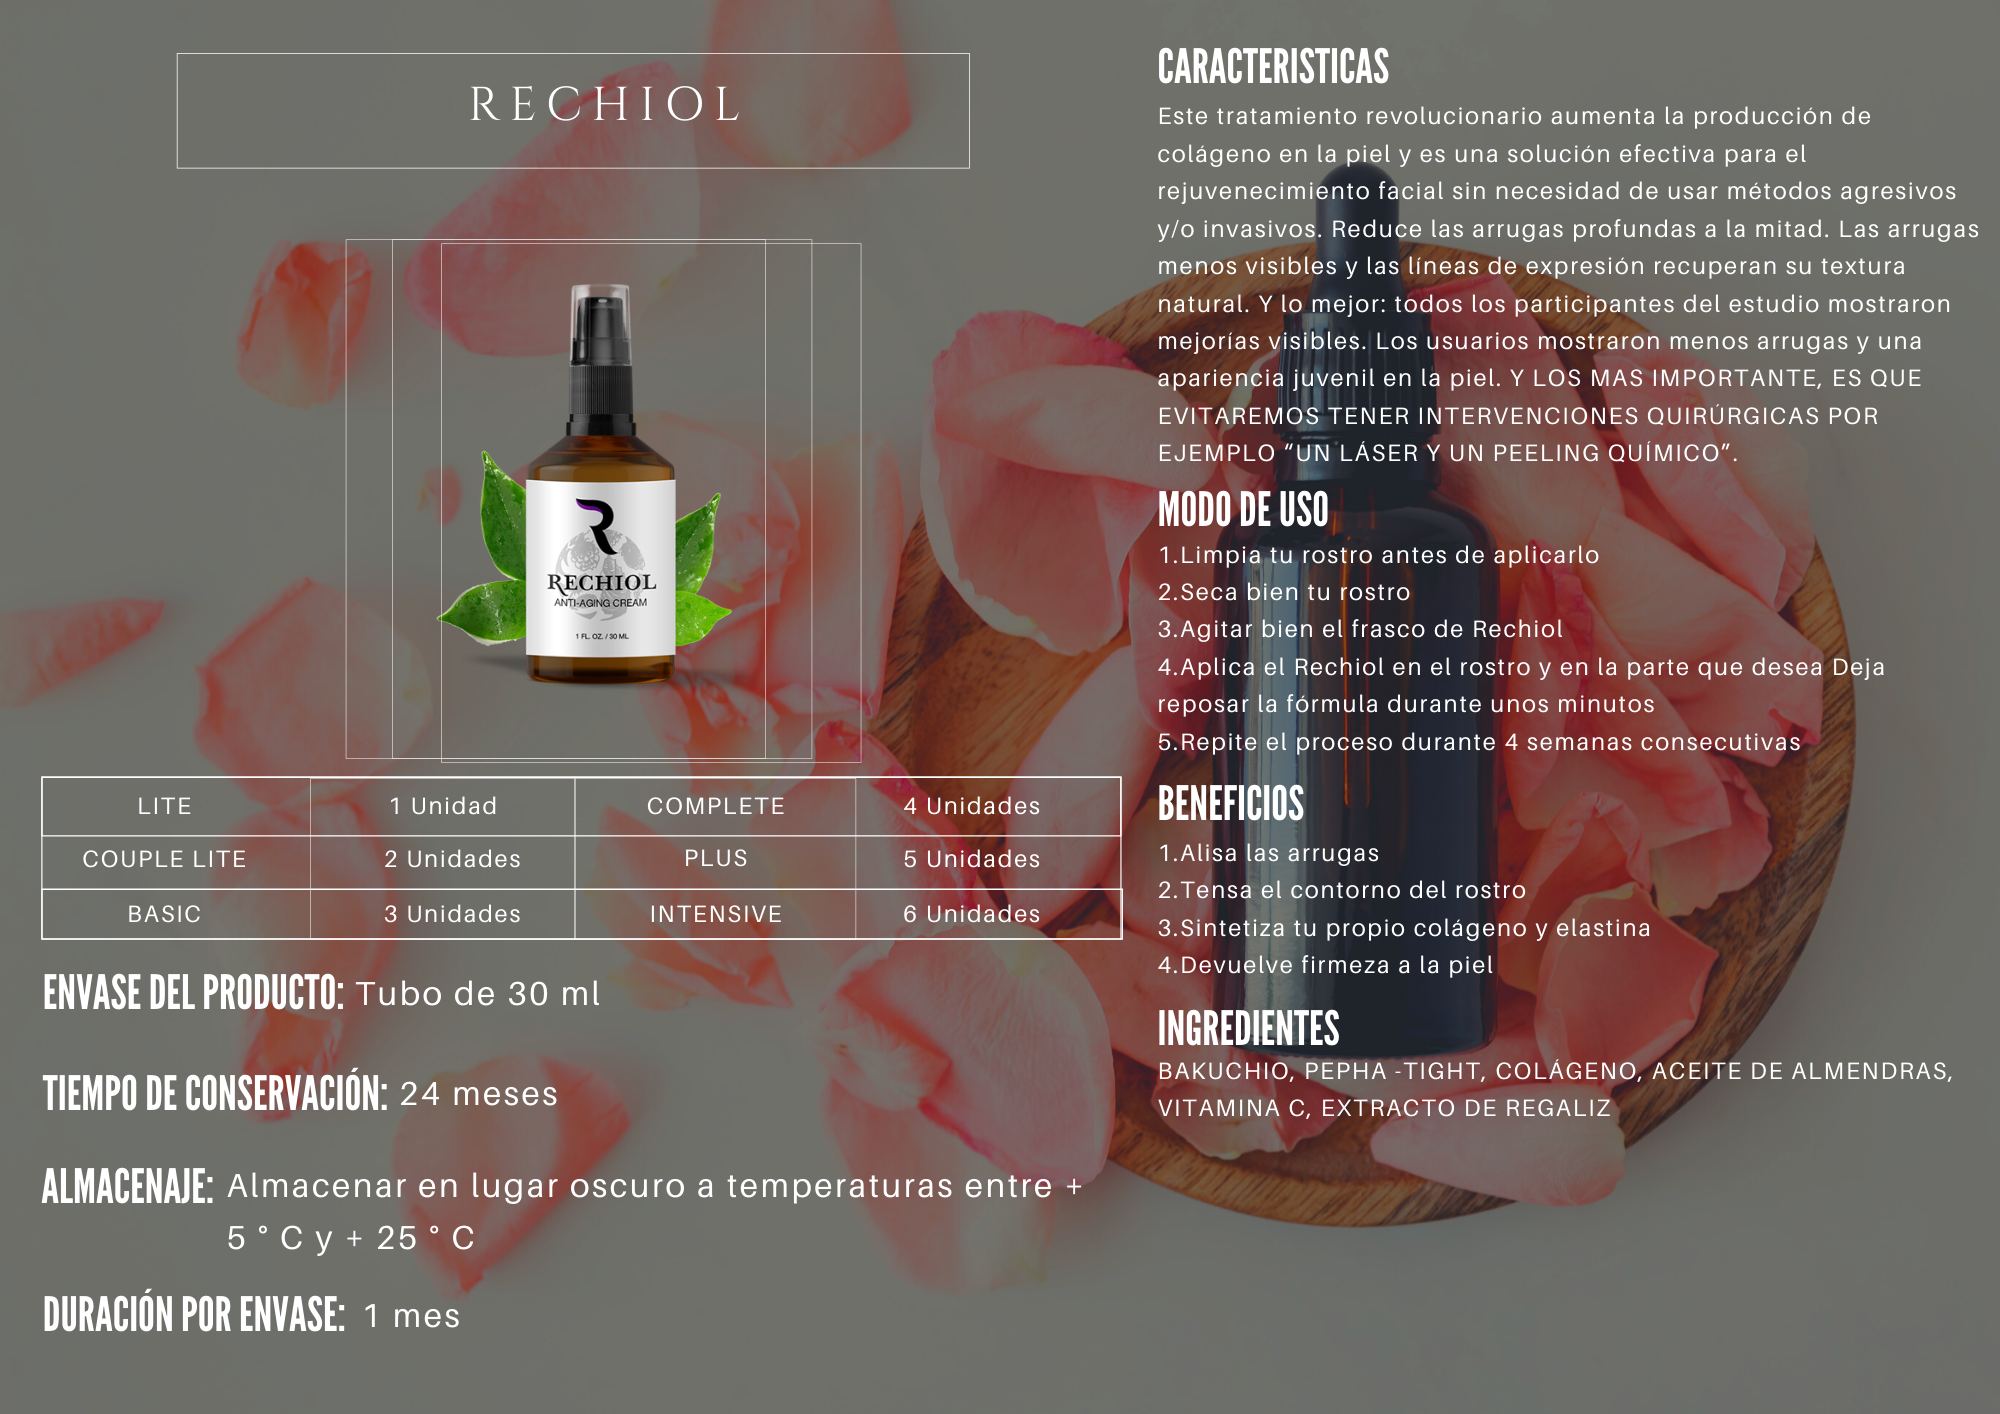 RECHIOL
R
RECHIOL
ANTI-AGING CREAM
1 FL. OZ. / 30 ML
LITE 1 Unidad COMPLETE 4 Unidades
COUPLE LITE 2 Unidades PLUS 5 Unidades
BASIC 3 Unidades INTENSIVE 6 Unidades
ENVASE DEL PRODUCTO: Tubo de 30 ml
TIEMPO DE CONSERVACIÓN: 24 meses
ALMACENAJE: Almacenar en lugar oscuro a temperaturas entre +
5 ° C y + 25 ° C
DURACIÓN POR ENVASE: 1 mes
CARACTERISTICAS
Este tratamiento revolucionario aumenta la producción de
colágeno en la piel y es una solución efectiva para el
rejuvenecimiento facial sin necesidad de usar métodos agresivos
y/o invasivos. Reduce las arrugas profundas a la mitad. Las arrugas
menos visibles y las líneas de expresión recuperan su textura
natural. Y lo mejor: todos los participantes del estudio mostraron
mejorías visibles. Los usuarios mostraron menos arrugas y una
apariencia juvenil en la piel. Y LOS MAS IMPORTANTE, ES QUE
EVITAREMOS TENER INTERVENCIONES QUIRÚRGICAS POR
EJEMPLO “UN LÁSER Y UN PEELING QUÍMICO”.
MODO DE USO
1.Limpia tu rostro antes de aplicarlo
2.Seca bien tu rostro
3.Agitar bien el frasco de Rechiol
4.Aplica el Rechiol en el rostro y en la parte que desea Deja
reposar la fórmula durante unos minutos
5.Repite el proceso durante 4 semanas consecutivas
BENEFICIOS
1.Alisa las arrugas
2.Tensa el contorno del rostro
3.Sintetiza tu propio colágeno y elastina
4.Devuelve firmeza a la piel
INGREDIENTES
BAKUCHIO, PEPHA -TIGHT, COLÁGENO, ACEITE DE ALMENDRAS,
VITAMINA C, EXTRACTO DE REGALIZ